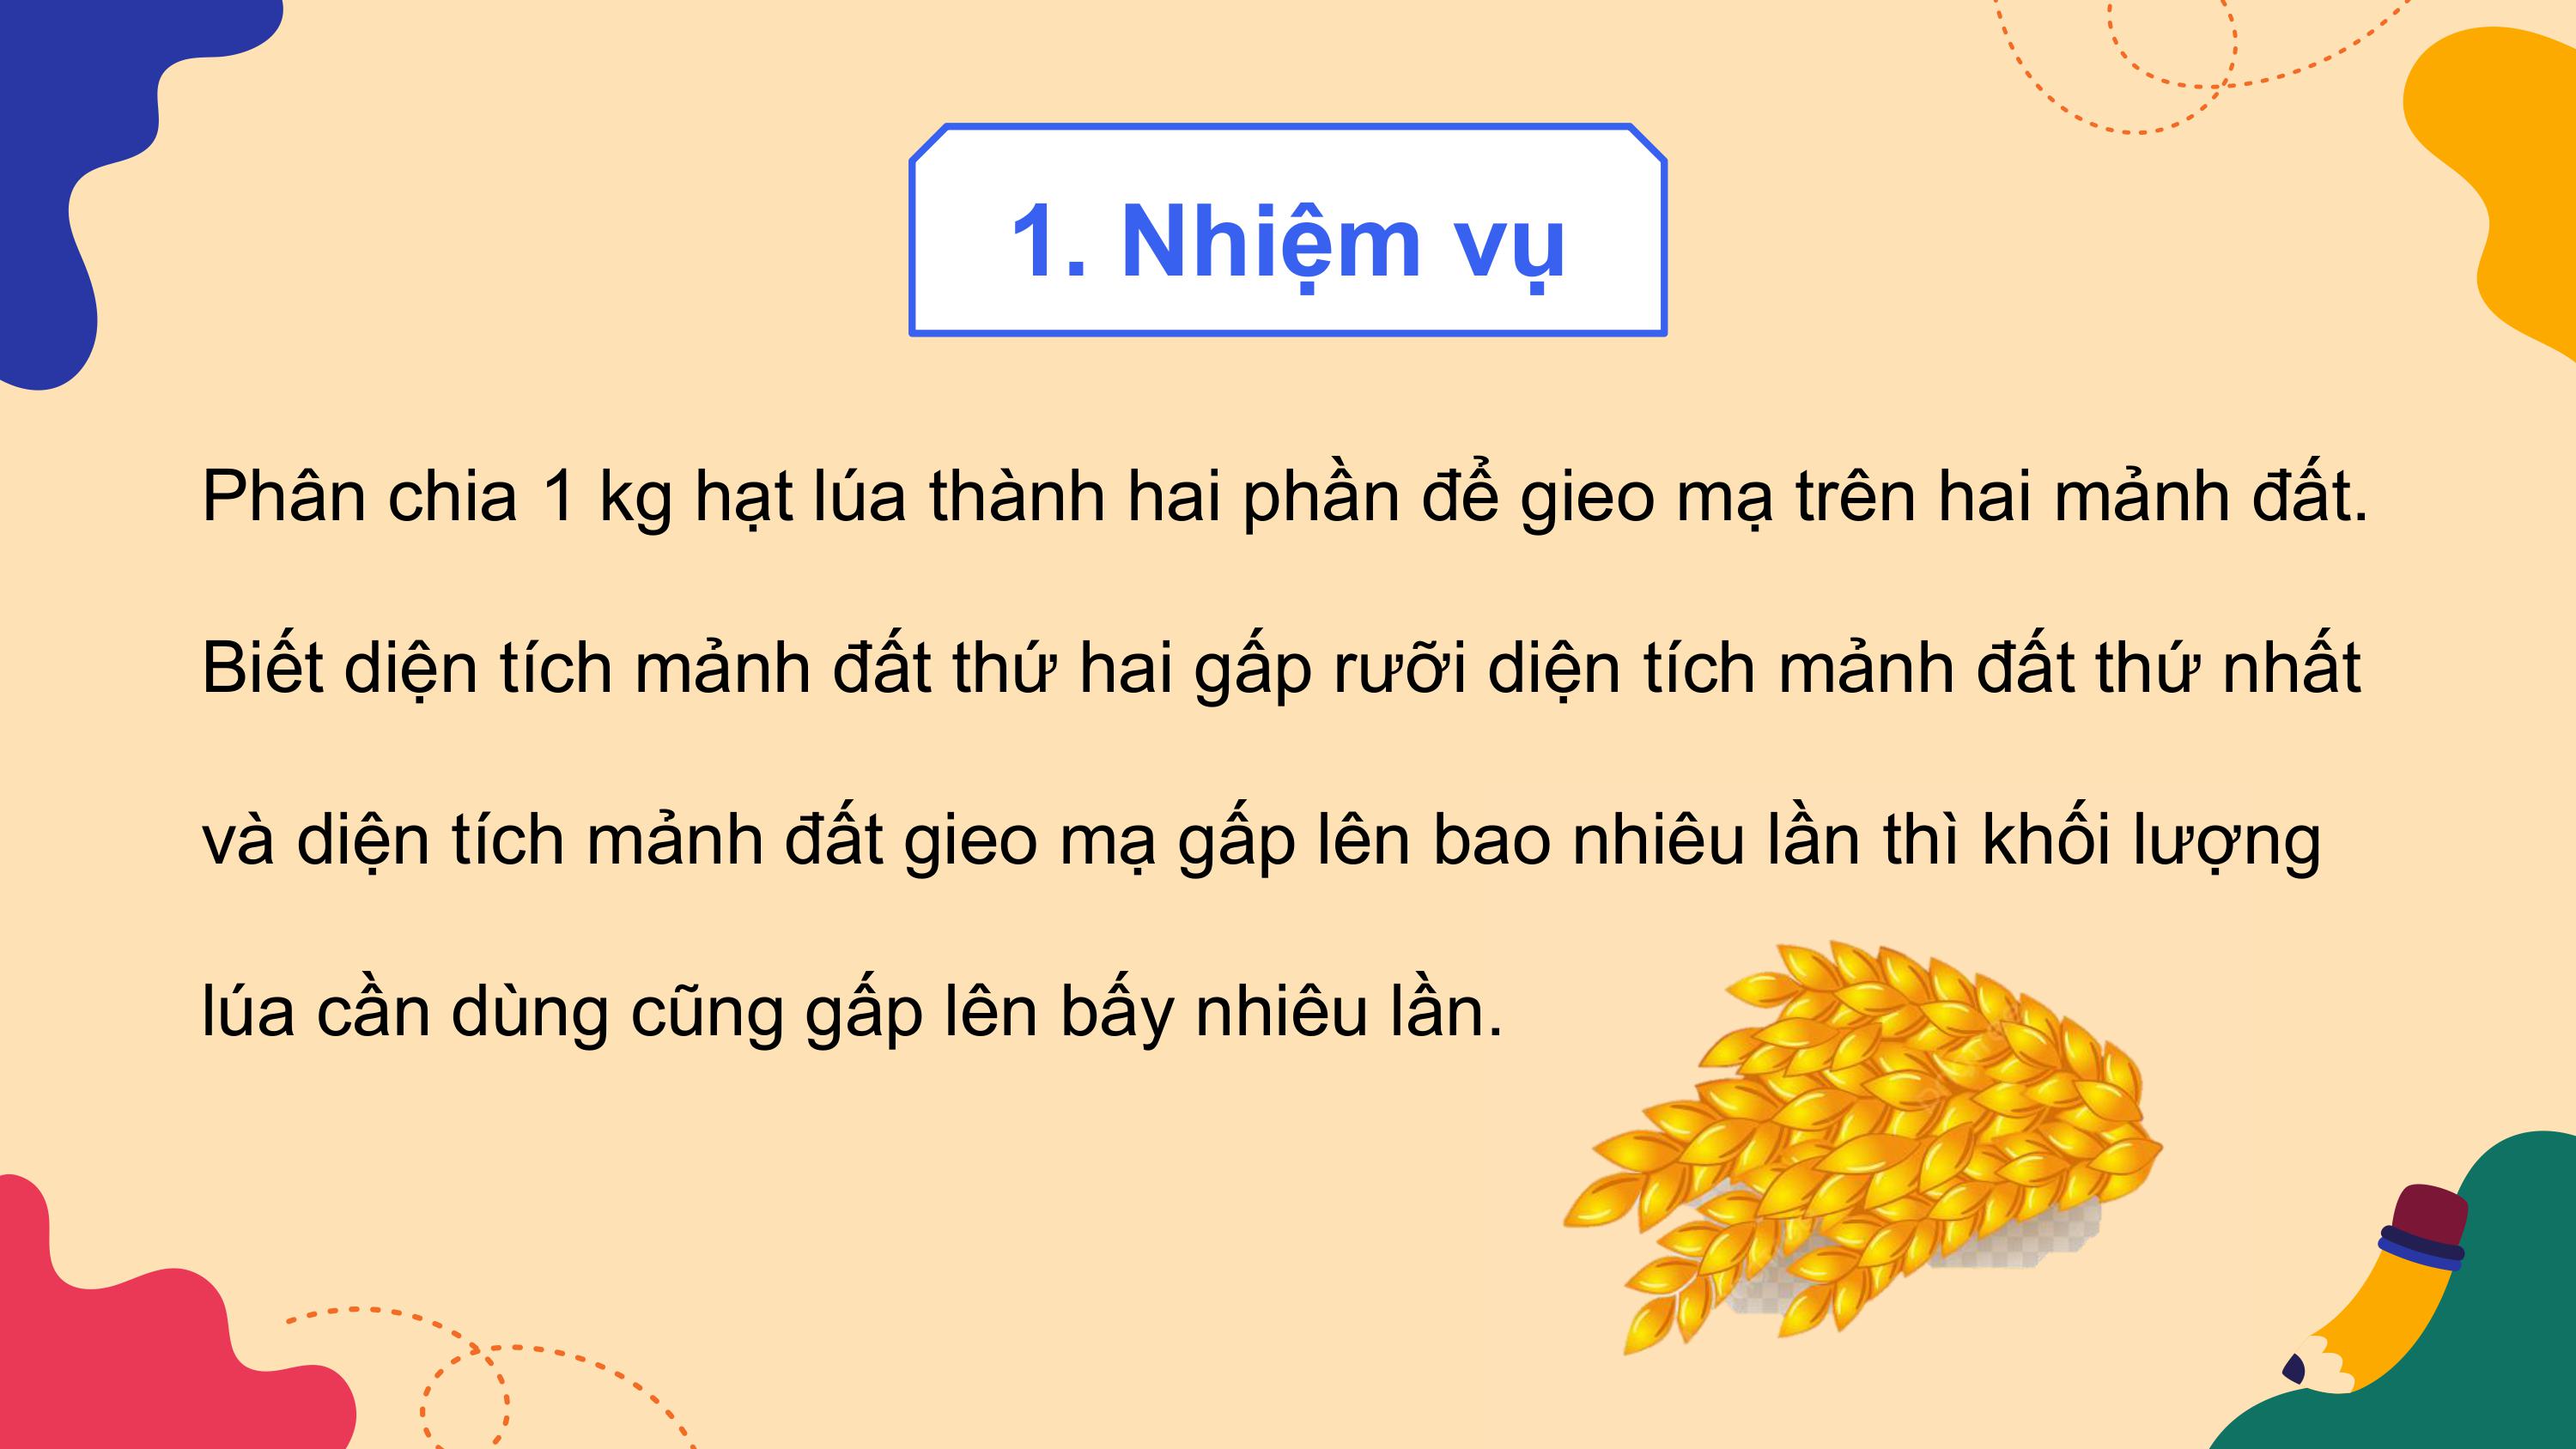 1. Nhiệm vụ
Phân chia 1 kg hạt lúa thành hai phần để gieo mạ trên hai mảnh đất.
Biết diện tích mảnh đất thứ hai gấp rưỡi diện tích mảnh đất thứ nhất
và diện tích mảnh đất gieo mạ gấp lên bao nhiêu lần thì khối lượng
lúa cần dùng cũng gấp lên bấy nhiêu lần.